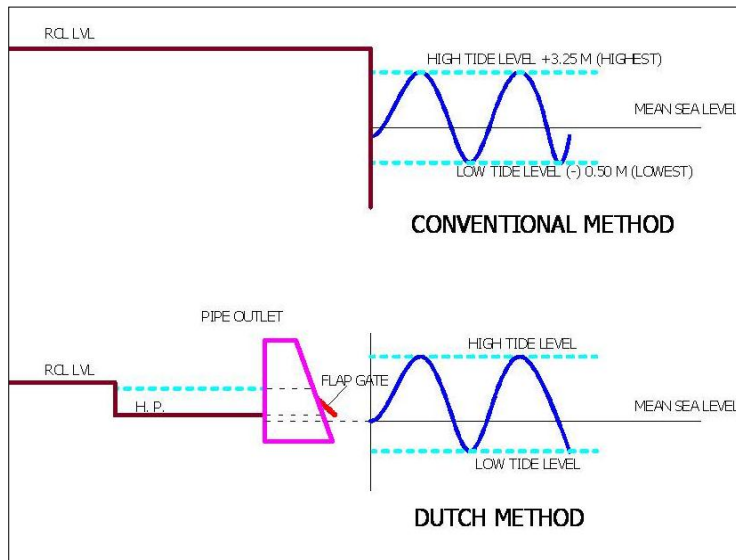 RCL LVL
HIGH TIDE LEVEL +3.25 M (HIGHEST)
MEAN SEA LEVEL
LOW TIDE LEVEL (-) 0.50 M (LOWEST)
CONVENTIONAL METHOD
PIPE OUTLET
HIGH TIDE LEVEL
RCL LVL
FLAP GATE
H. P.
MEAN SEA LEVEL
LOW TIDE LEVEL
DUTCH METHOD